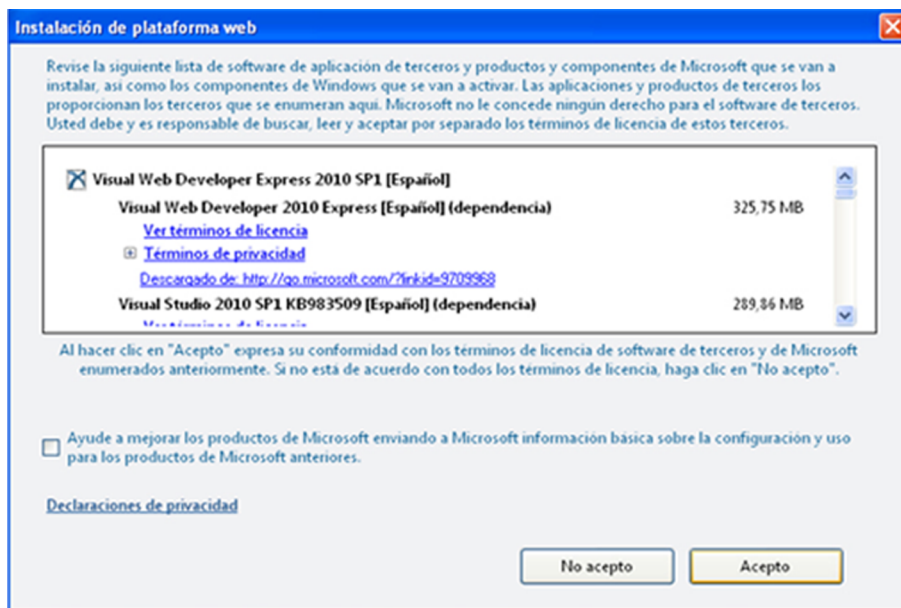 Instalación de plataforma web
Revise la siguiente lista de software de aplicación de terceros y productos y componentes de Microsoft que se van a
instalar, así como los componentes de Windows que se van a activar. Las aplicaciones y productos de terceros los
proporcionan los terceros que se enumeran aquí. Microsoft no le concede ningún derecho para el software de terceros.
Usted debe y es responsable de buscar, leer y aceptar por separado los términos de licencia de estos terceros.
Visual Web Developer Express 2010 SP1 [Español]
Visual Web Developer 2010 Express [Español] (dependencia) 325,75 MB
Ver términos de licencia
Términos de privacidad
Descargado de: http://go.microsoft.com/?linkid=9709968
Visual Studio 2010 SP1 KB983509 [Español] (dependencia) 289,86 MB
Ver términos de licencia
Al hacer clic en "Acepto" expresa su conformidad con los términos de licencia de software de terceros y de Microsoft
enumerados anteriormente. Si no está de acuerdo con todos los términos de licencia, haga clic en "No acepto".
Ayude a mejorar los productos de Microsoft enviando a Microsoft información básica sobre la configuración y uso
para los productos de Microsoft anteriores.
Declaraciones de privacidad
No acepto Acepto